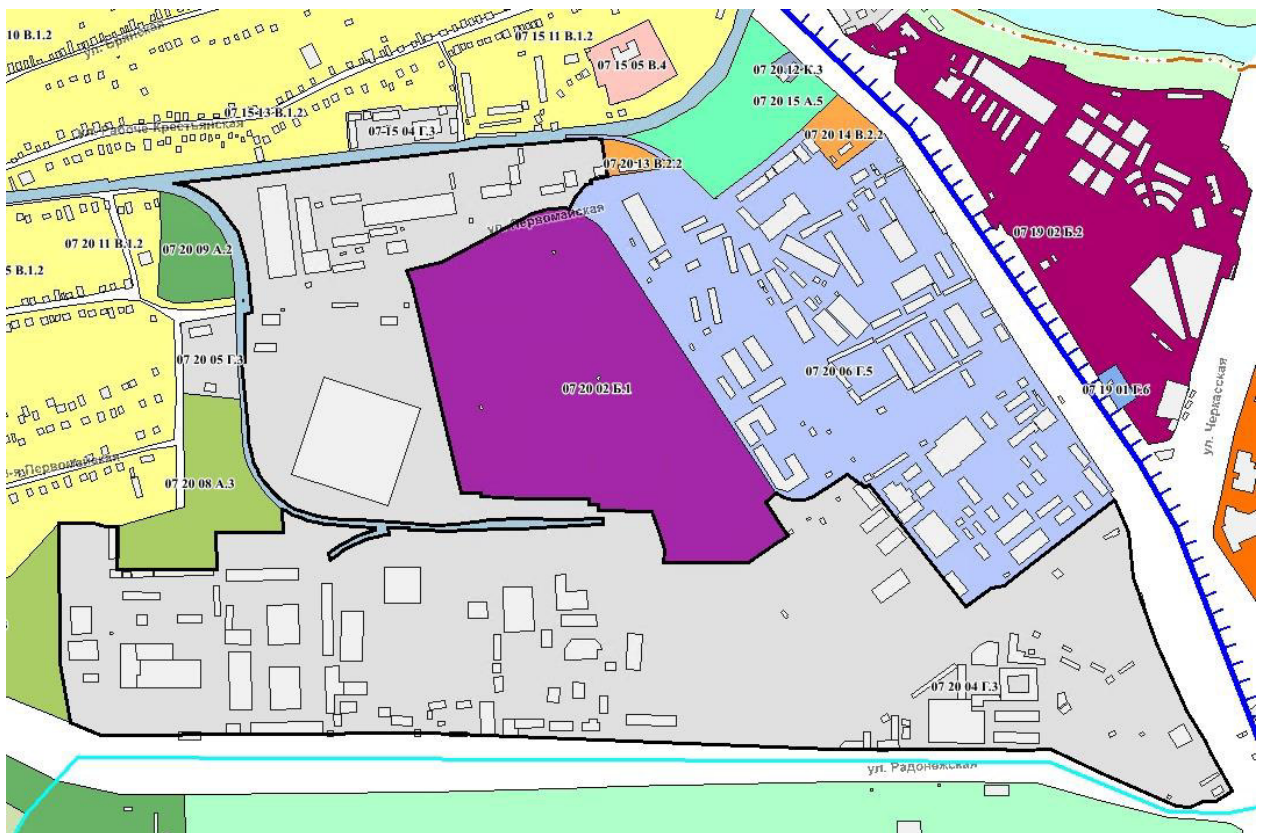 10 В.1.2
ул. Брянская
07 15 11 В.1.2
07 15 05 В.4
07 20 12 К.3
07 20 15 А.5
07 15 13 В.1.2
ул. Рабоче-Крестьянская
07 15 04 Г.3
07 20 14 В.2.2
07 20 13 В.2.2
ул. Первомайская
07 19 02 Б.2
07 20 11 В.1.2
07 20 09 А.2
5 В.1.2
07 20 05 Г.3
07 20 06 Г.5
07 20 02 Б.1
07 19 01 Г.6
ул. Черкасская
-я Первомайская
07 20 08 А.3
07 20 04 Г.3
ул. Радонежская